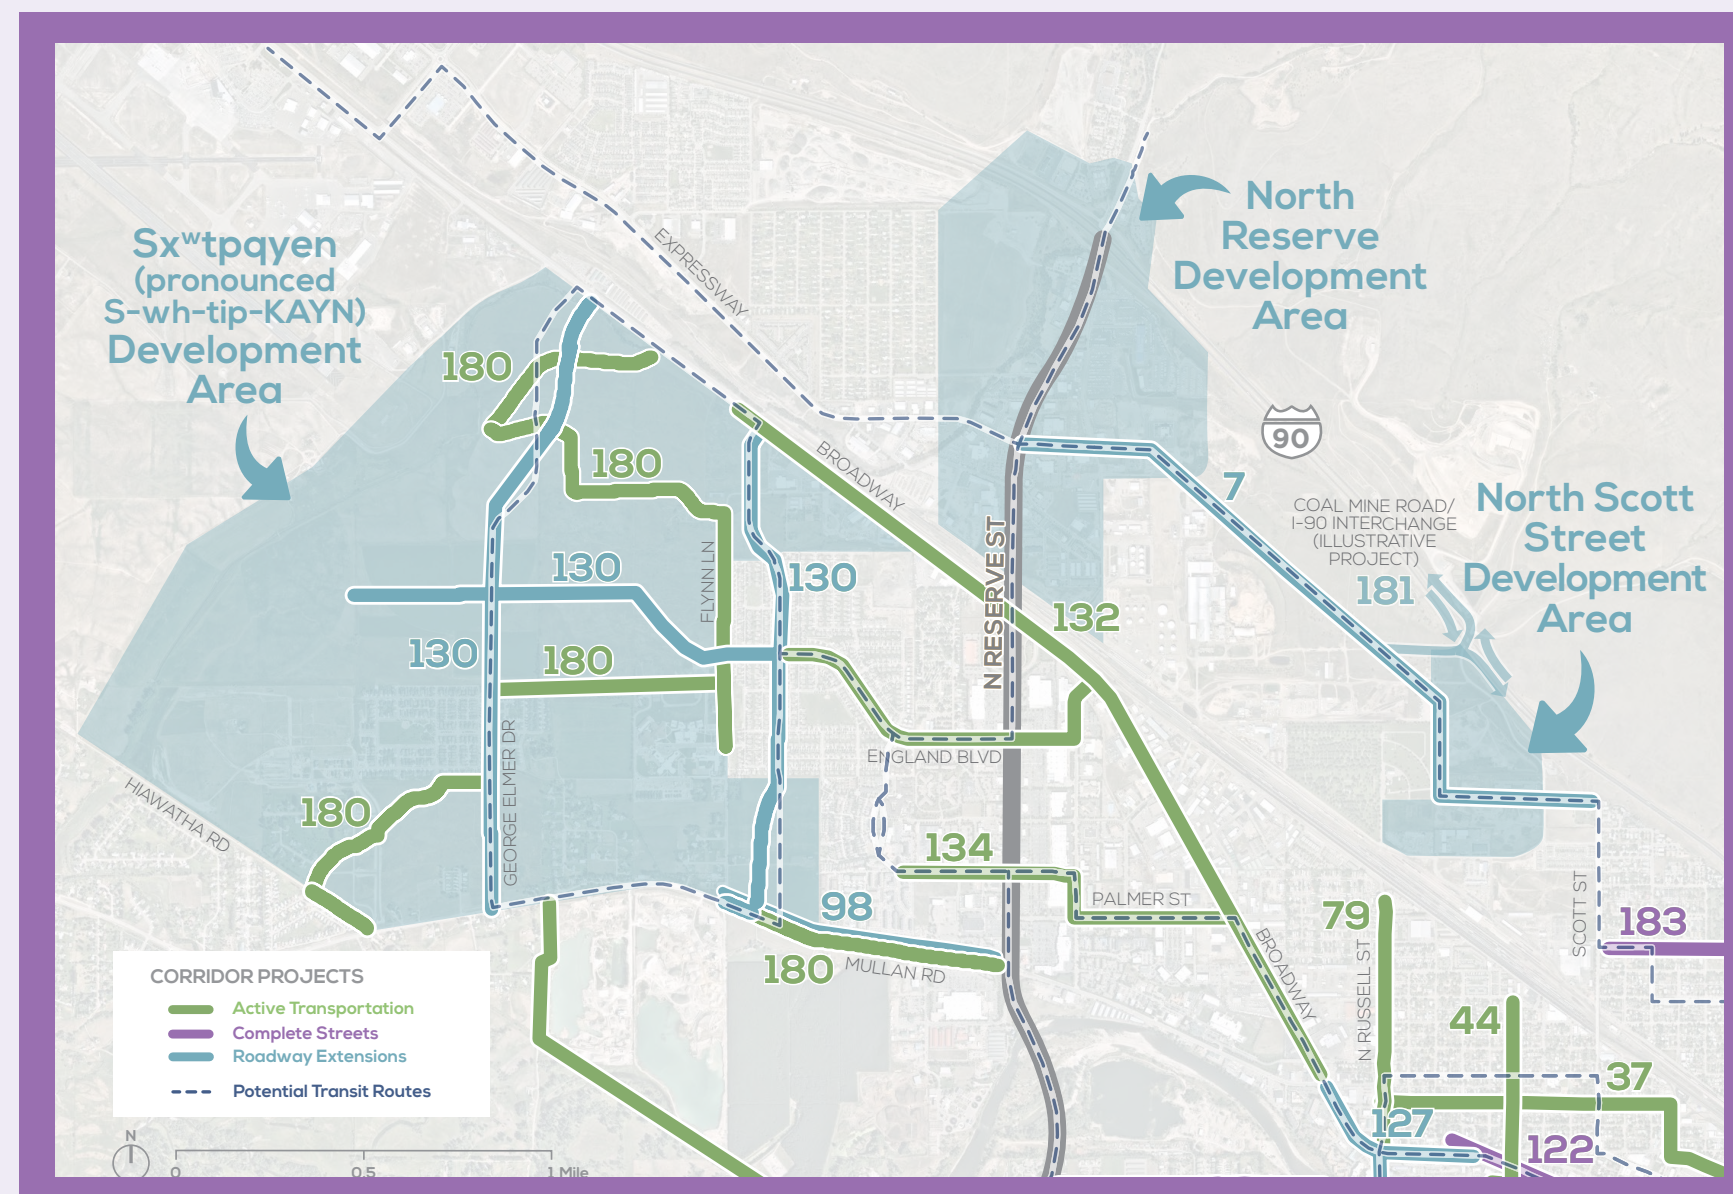 Sxʷtpqyen
(pronounced
S-wh-tip-KAYN)
Development
Area
North
Reserve
Development
Area
EXPRESSWAY
180
BROADWAY
90
180
7
COAL MINE ROAD/
I-90 INTERCHANGE
(ILLUSTRATIVE
PROJECT)
181
North Scott
Street
Development
Area
N RESERVE ST
FLYNN LN
130
130
132
130
180
GEORGE ELMER DR
ENGLAND BLVD
HIAWATHA RD
180
134
PALMER ST
98
180
MULLAN RD
79
N RUSSELL ST
SCOTT ST
183
BROADWAY
44
37
127
122
CORRIDOR PROJECTS
Active Transportation
Complete Streets
Roadway Extensions
Potential Transit Routes
N
0 0.5 1 Mile